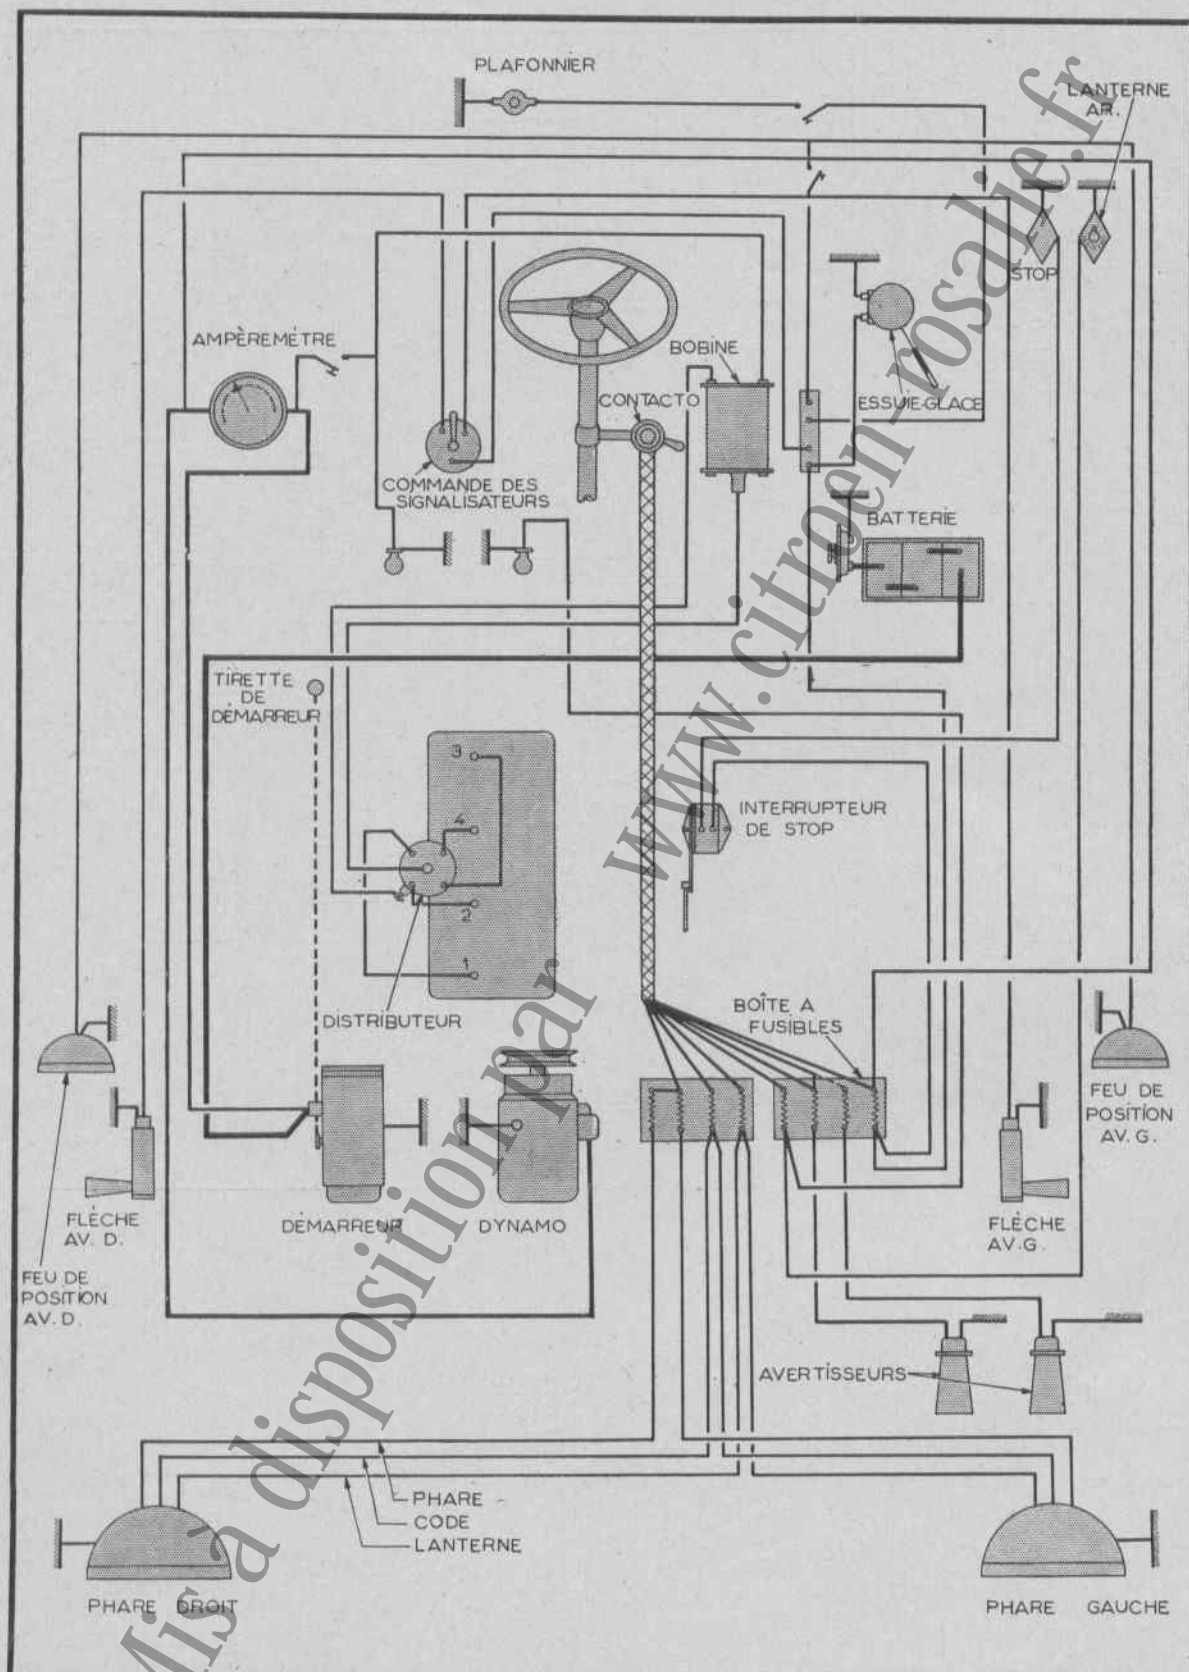 PLAFONNIER
LANTERNE
AR.
STOP
AMPÈREMÉTRE
BOBINE
CONTACTO
ESSUIE-GLACE
COMMANDE DES
SIGNALISATEURS
BATTERIE
TIRETTE
DE
DÉMARREUR
3
4
2
1
INTERRUPTEUR
DE STOP
DISTRIBUTEUR
BOÎTE A
FUSIBLES
FEU DE
POSITION
AV. G.
FLÈCHE
AV. D.
DÉMARREUR
DYNAMO
FLÈCHE
AV. G.
FEU DE
POSITION
AV. D.
AVERTISSEURS
PHARE
CODE
LANTERNE
PHARE DROIT
PHARE GAUCHE
Mis à disposition par www.citroen-rosalie.fr